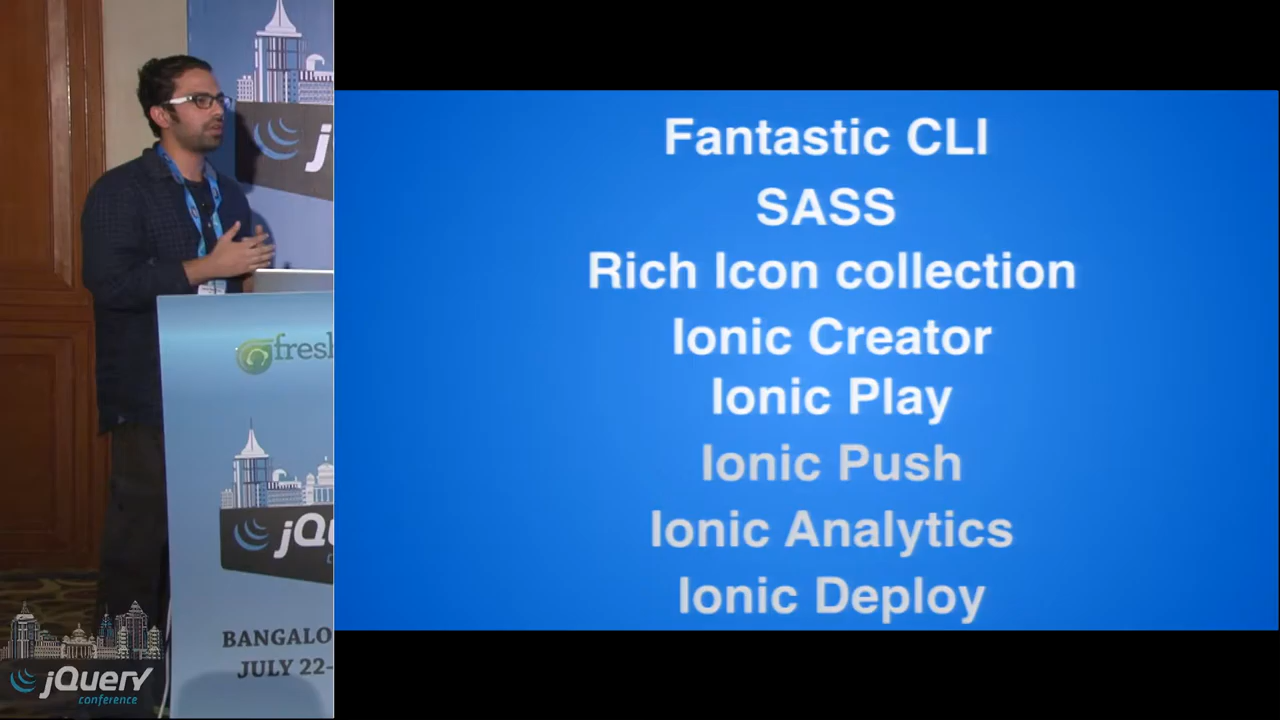 j
fresh
jQu
c
BANGALO
JULY 22-
jQuery
conference
Fantastic CLI
SASS
Rich Icon collection
Ionic Creator
Ionic Play
Ionic Push
Ionic Analytics
Ionic Deploy